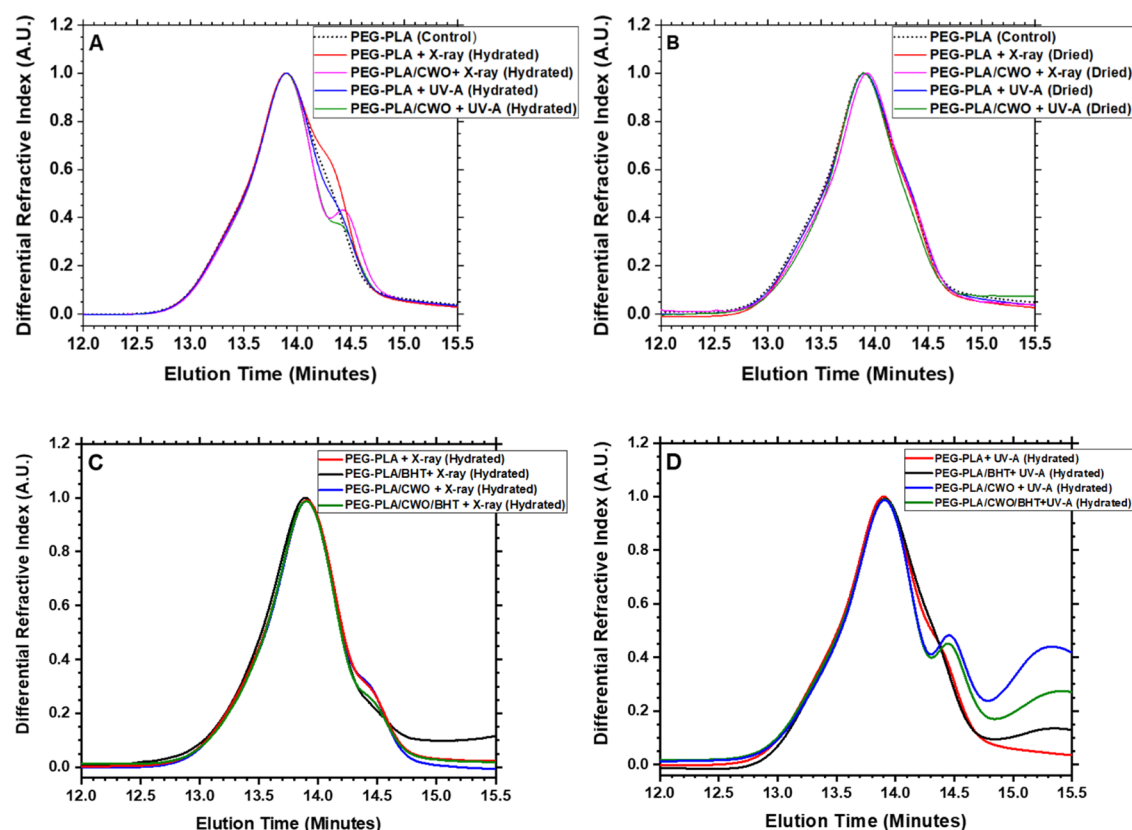 A
PEG-PLA (Control)
PEG-PLA + X-ray (Hydrated)
PEG-PLA/CWO+ X-ray (Hydrated)
PEG-PLA + UV-A (Hydrated)
PEG-PLA/CWO + UV-A (Hydrated)
Differential Refractive Index (A.U.)
1.2
1.0
0.8
0.6
0.4
0.2
0.0
12.0 12.5 13.0 13.5 14.0 14.5 15.0 15.5
Elution Time (Minutes)
B
PEG-PLA (Control)
PEG-PLA + X-ray (Dried)
PEG-PLA/CWO + X-ray (Dried)
PEG-PLA + UV-A (Dried)
PEG-PLA/CWO + UV-A (Dried)
Differential Refractive Index (A.U.)
1.2
1.0
0.8
0.6
0.4
0.2
0.0
12.0 12.5 13.0 13.5 14.0 14.5 15.0 15.5
Elution Time (Minutes)
C
PEG-PLA + X-ray (Hydrated)
PEG-PLA/BHT+ X-ray (Hydrated)
PEG-PLA/CWO + X-ray (Hydrated)
PEG-PLA/CWO/BHT + X-ray (Hydrated)
Differential Refractive Index (A.U.)
1.2
1.0
0.8
0.6
0.4
0.2
0.0
12.0 12.5 13.0 13.5 14.0 14.5 15.0 15.5
Elution Time (Minutes)
D
PEG-PLA+ UV-A (Hydrated)
PEG-PLA/BHT+ UV-A (Hydrated)
PEG-PLA/CWO + UV-A (Hydrated)
PEG-PLA/CWO/BHT+UV-A (Hydrated)
Differential Refractive Index (A.U.)
1.2
1.0
0.8
0.6
0.4
0.2
0.0
12.0 12.5 13.0 13.5 14.0 14.5 15.0 15.5
Elution Time (Minutes)